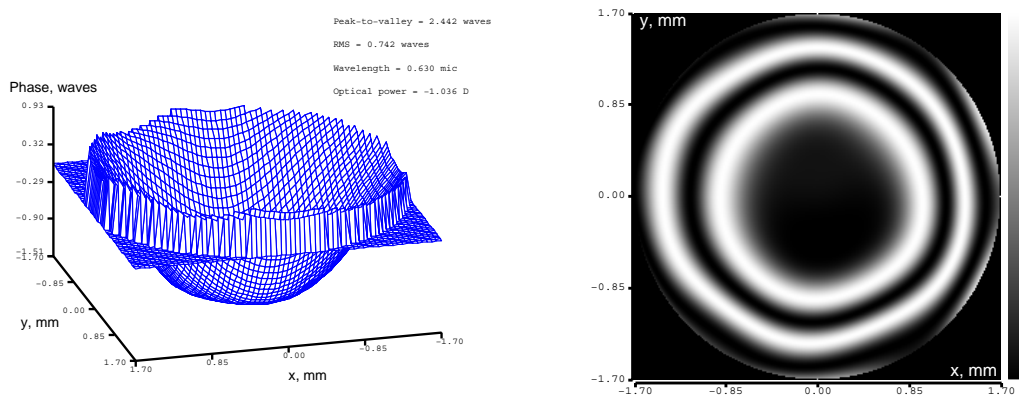 Peak-to-valley = 2.442 waves
RMS = 0.742 waves
Wavelength = 0.630 mic
Optical power = -1.036 D
Phase, waves
0.93
0.32
-0.29
-0.90
-1.51
-1.70
-0.85
0.00
0.85
1.70
y, mm
1.70
0.85
0.00
-0.85
-1.70
x, mm
1.70
0.85
0.00
-0.85
-1.70
y, mm
x, mm
-1.70
-0.85
0.00
0.85
1.70